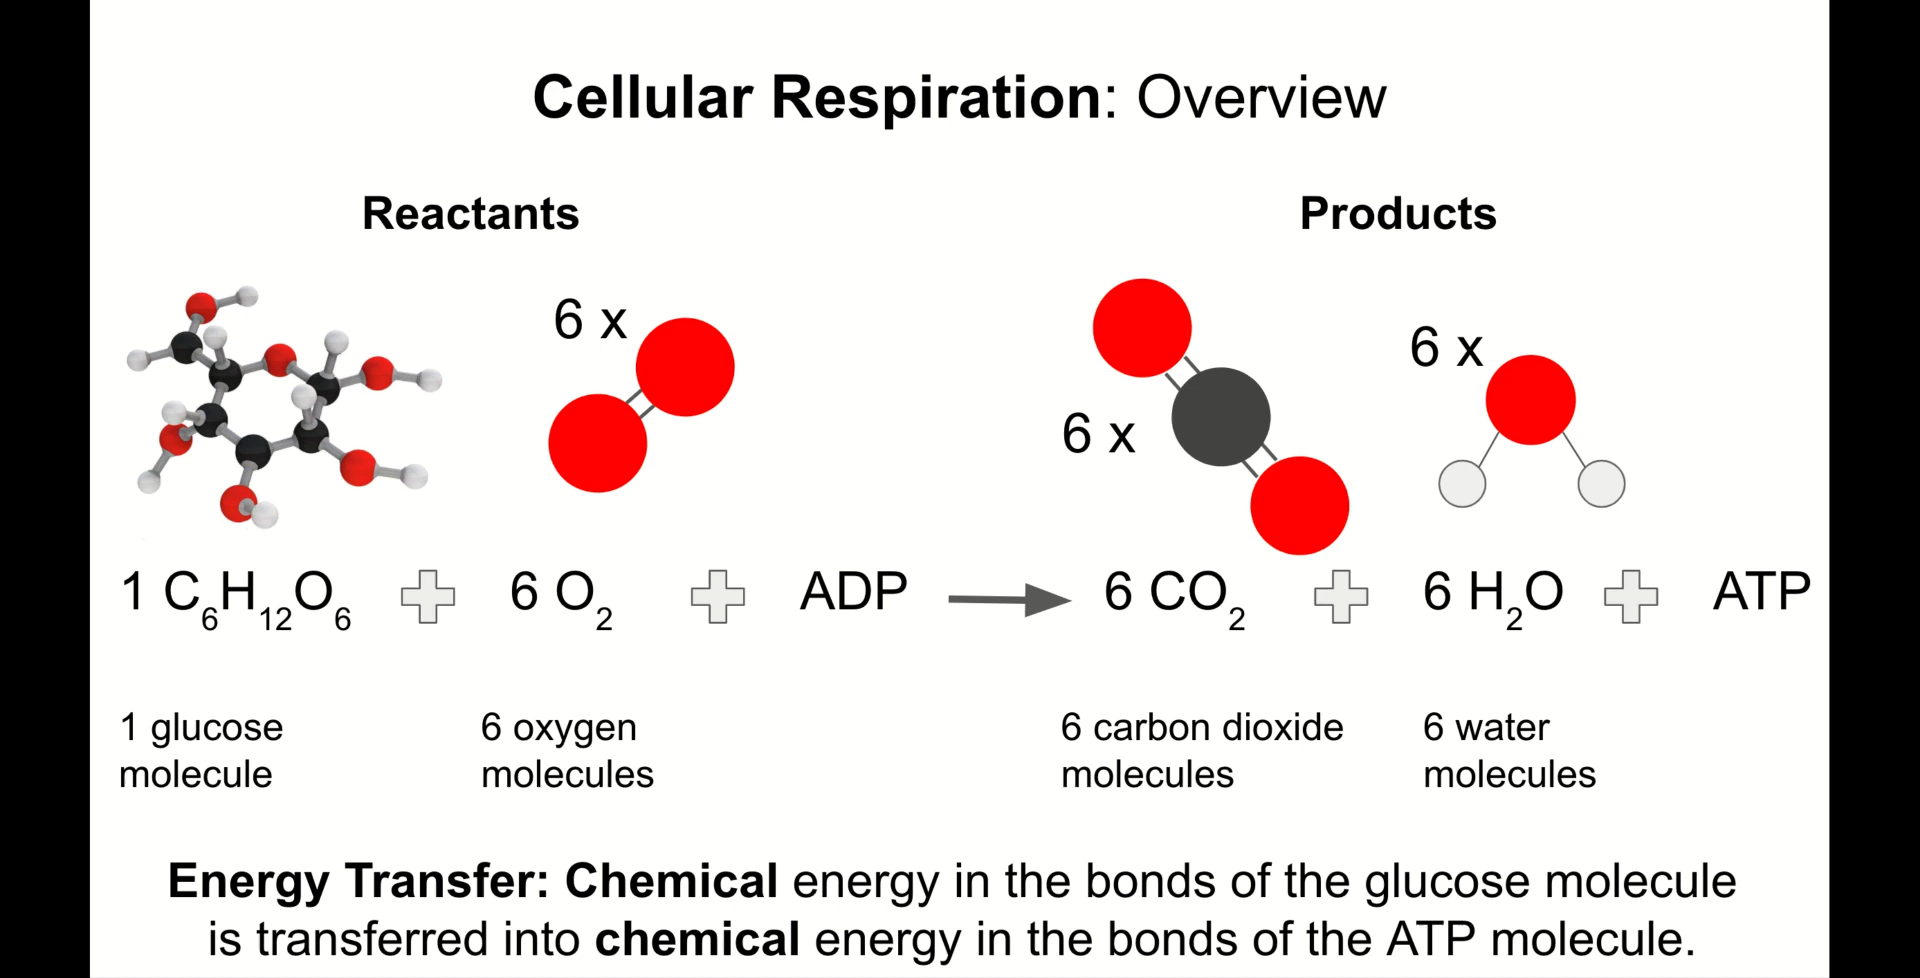 Cellular Respiration: Overview
Reactants
Products
6 x
6 x
6 x
1 C₆H₁₂O₆ + 6 O₂ + ADP → 6 CO₂ + 6 H₂O + ATP
1 glucose
molecule
6 oxygen
molecules
6 carbon dioxide
molecules
6 water
molecules
Energy Transfer: Chemical energy in the bonds of the glucose molecule
is transferred into chemical energy in the bonds of the ATP molecule.